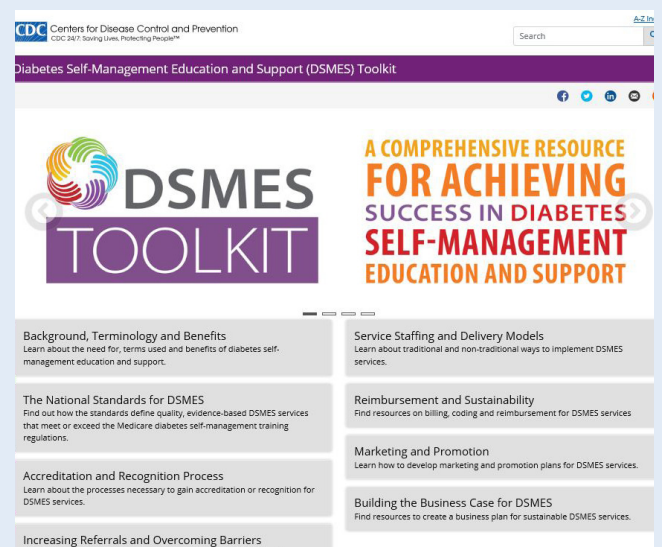 CDC
Centers for Disease Control and Prevention
CDC 24/7: Saving Lives, Protecting People™
Search
Diabetes Self-Management Education and Support (DSMES) Toolkit
DSMES
TOOLKIT
A COMPREHENSIVE RESOURCE
FOR ACHIEVING
SUCCESS IN DIABETES
SELF-MANAGEMENT
EDUCATION AND SUPPORT
Background, Terminology and Benefits
Learn about the need for, terms used and benefits of diabetes self-
management education and support.
The National Standards for DSMES
Find out how the standards define quality, evidence-based DSMES services
that meet or exceed the Medicare diabetes self-management training
regulations.
Accreditation and Recognition Process
Learn about the processes necessary to gain accreditation or recognition for
DSMES services.
Increasing Referrals and Overcoming Barriers
Service Staffing and Delivery Models
Learn about traditional and non-traditional ways to implement DSMES
services.
Reimbursement and Sustainability
Find resources on billing, coding and reimbursement for DSMES services
Marketing and Promotion
Learn how to develop marketing and promotion plans for DSMES services.
Building the Business Case for DSMES
Find resources to create a business plan for sustainable DSMES services.